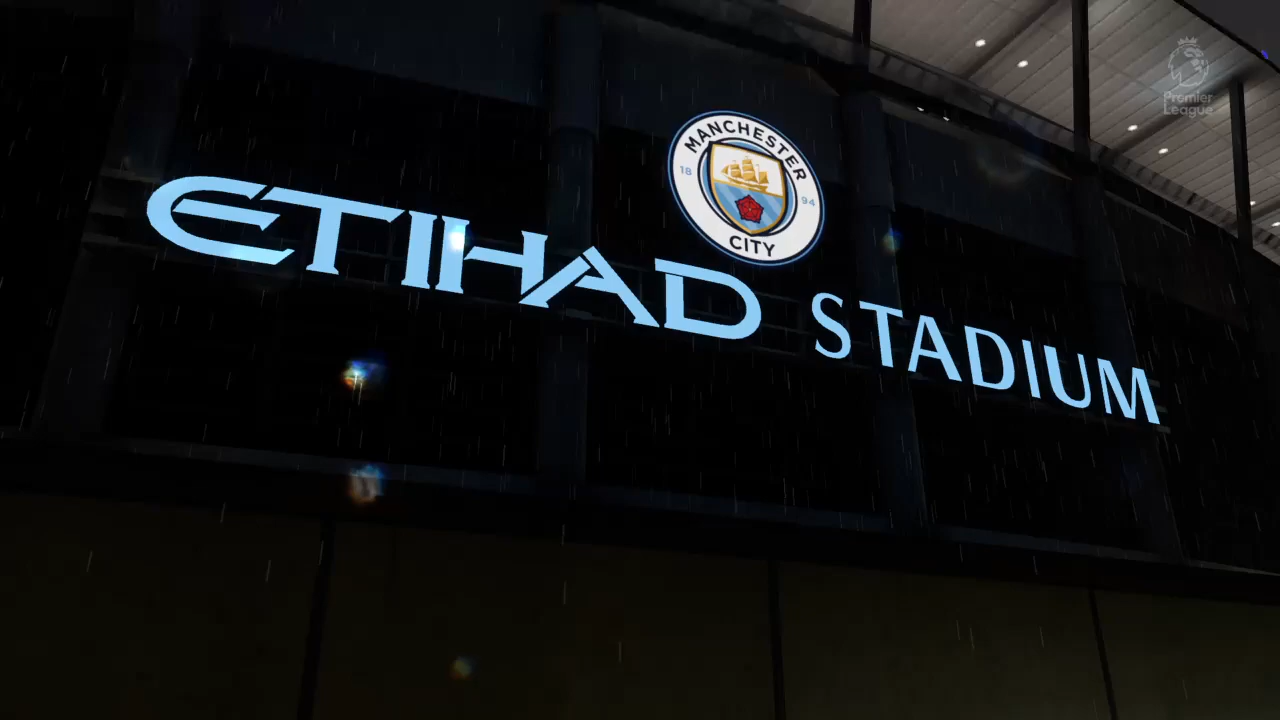 MANCHESTER
18 94
CITY
ETIHAD STADIUM
Premier
League